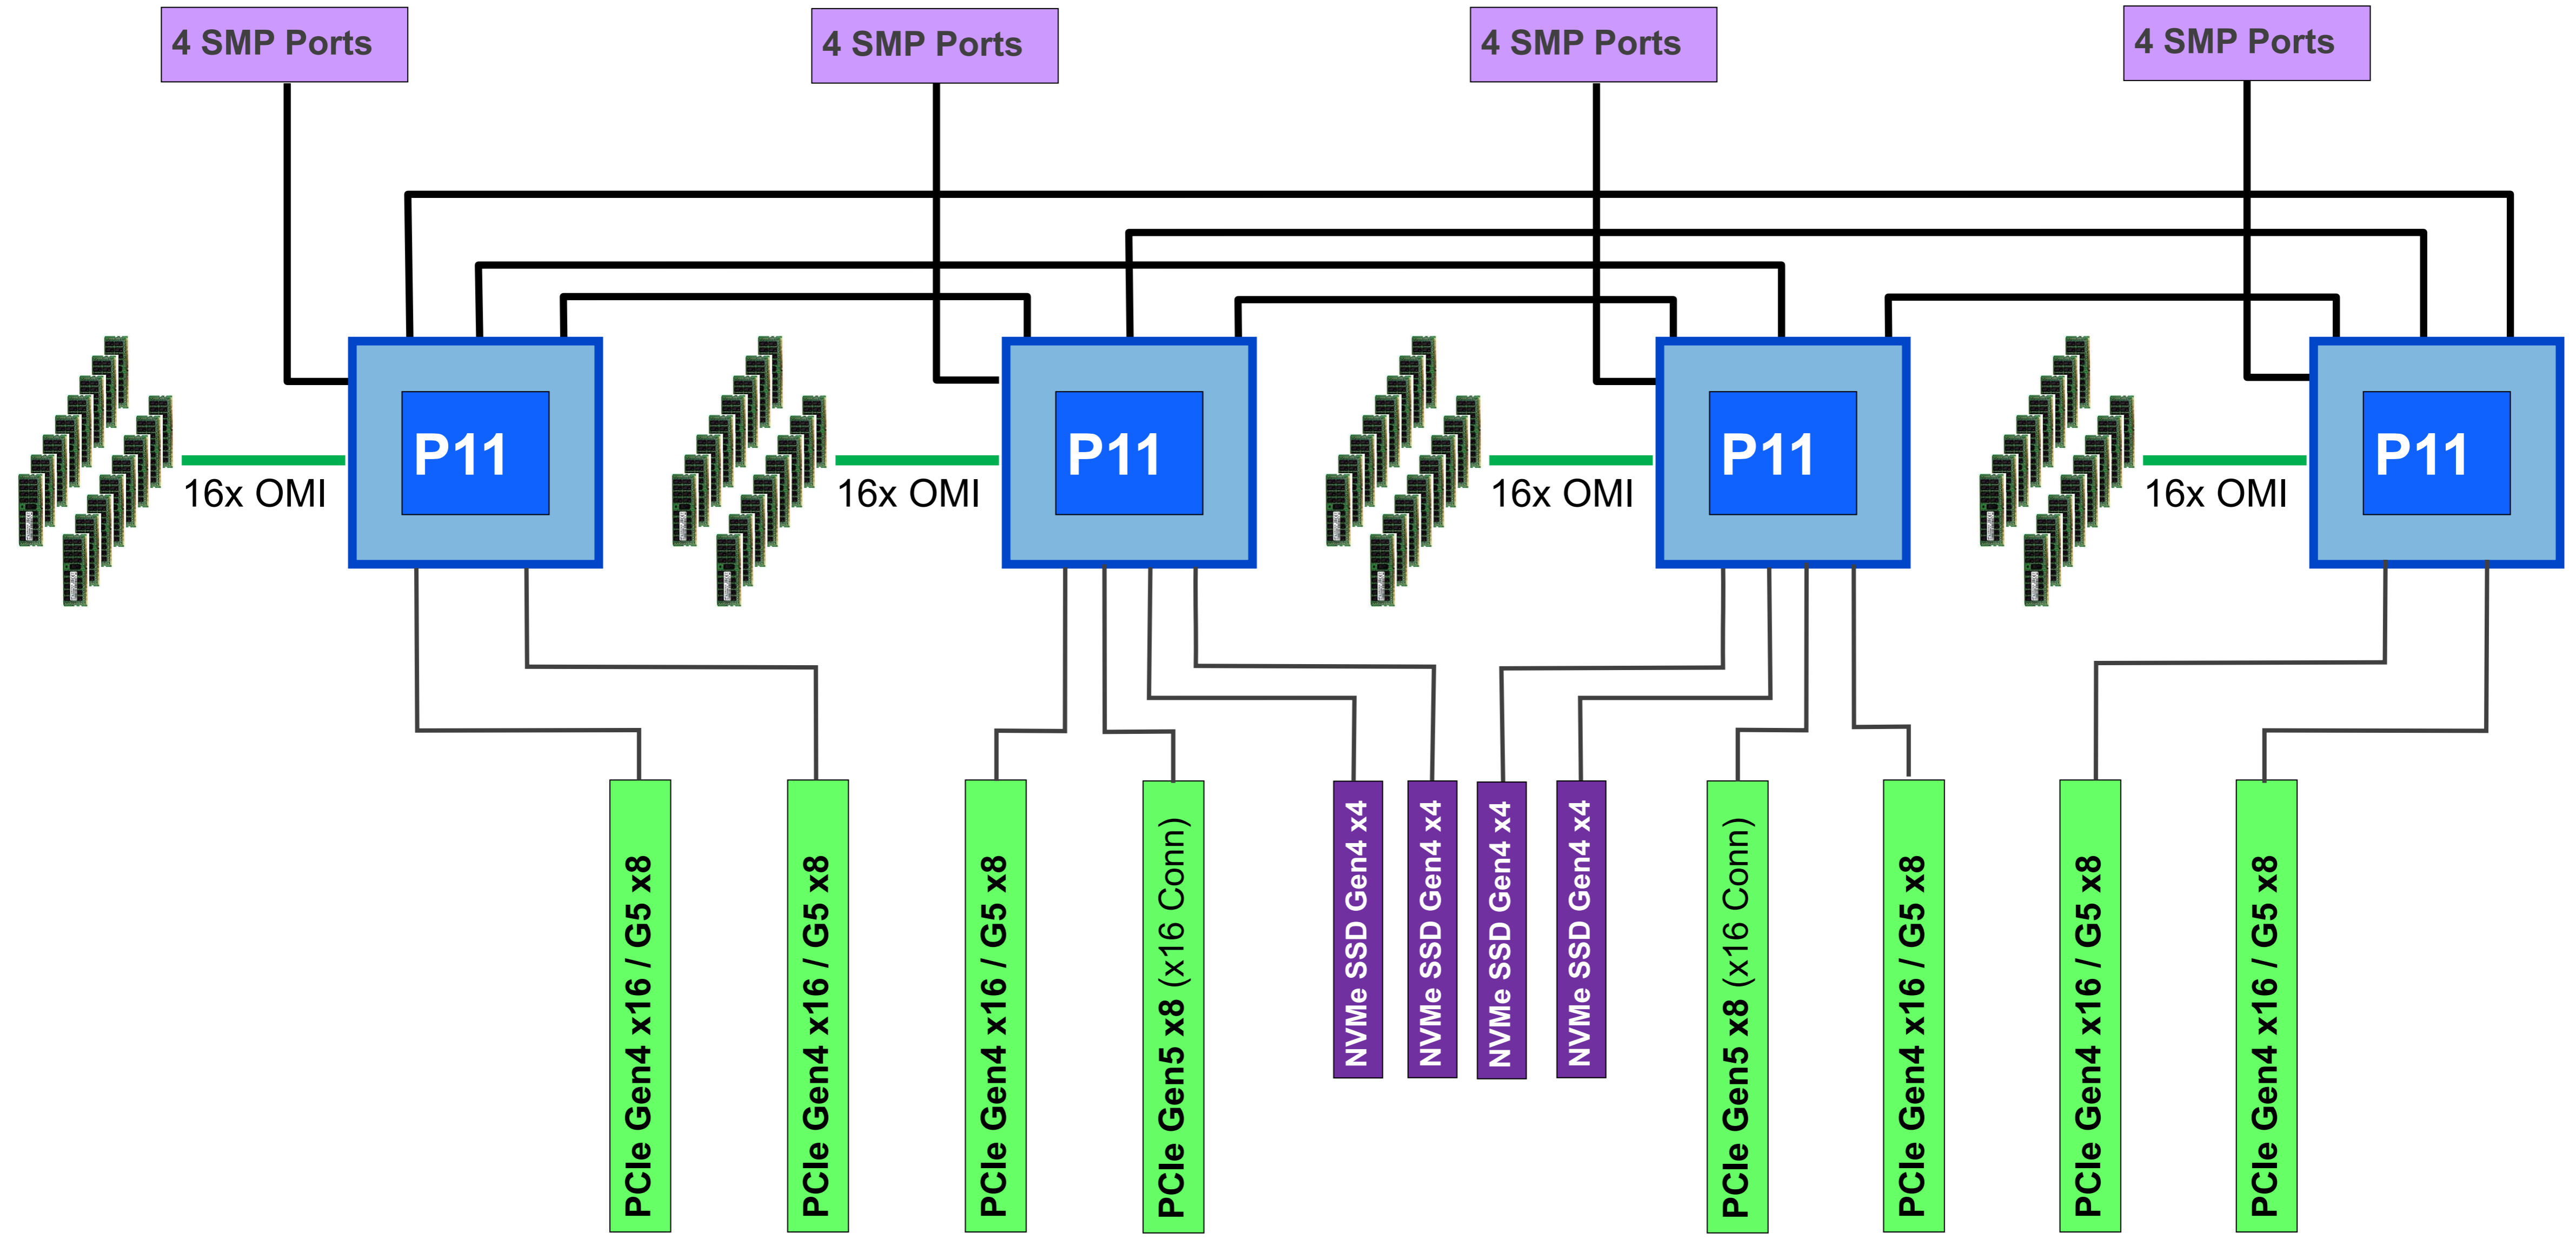 4 SMP Ports
4 SMP Ports
4 SMP Ports
4 SMP Ports
P11
P11
P11
P11
16x OMI
16x OMI
16x OMI
16x OMI
PCIe Gen4 x16 / G5 x8
PCIe Gen4 x16 / G5 x8
PCIe Gen4 x16 / G5 x8
PCIe Gen5 x8 (x16 Conn)
NVMe SSD Gen4 x4
NVMe SSD Gen4 x4
NVMe SSD Gen4 x4
NVMe SSD Gen4 x4
PCIe Gen5 x8 (x16 Conn)
PCIe Gen4 x16 / G5 x8
PCIe Gen4 x16 / G5 x8
PCIe Gen4 x16 / G5 x8